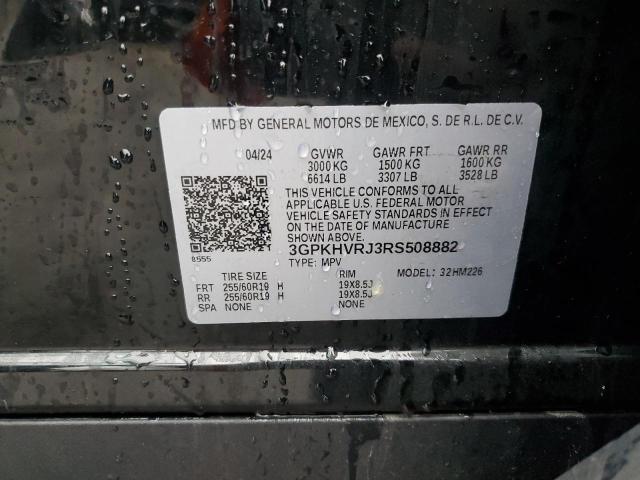 MFD BY GENERAL MOTORS DE MEXICO, S. DE R.L. DE C.V.
04/24 GVWR GAWR FRT GAWR RR
3000 KG 1500 KG 1600 KG
6614 LB 3307 LB 3528 LB
THIS VEHICLE CONFORMS TO ALL
APPLICABLE U.S. FEDERAL MOTOR
VEHICLE SAFETY STANDARDS IN EFFECT
ON THE DATE OF MANUFACTURE
SHOWN ABOVE.
3GPKHVRJ3RS508882
8555 TYPE: MPV MODEL: 32HM226
TIRE SIZE RIM
FRT 255/60R19 H 19X8.5J
RR 255/60R19 H 19X8.5J
SPA NONE NONE